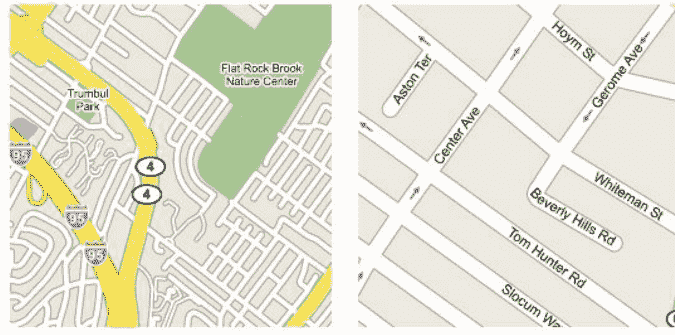 Flat Rock Brook
Nature Center
Trumbul
Park
4
4
95
95
95
Hoym St
Gerome Ave
Aston Ter
Center Ave
Whiteman St
Beverly Hills Rd
Tom Hunter Rd
Slocum Wa